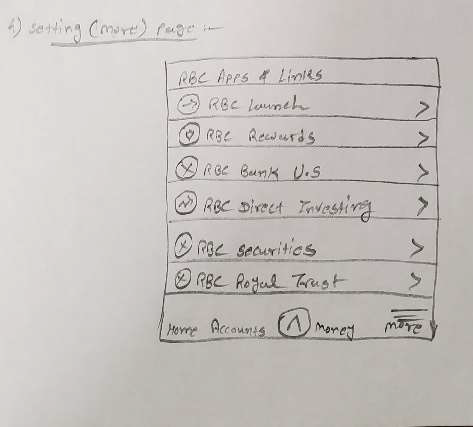 4) Setting (more) page :-
RBC Apps & Links
RBC launch >
RBC Rewards >
RBC Bank U.S >
RBC Direct Investing >
RBC securities >
RBC Royal Trust >
Home Accounts Money more